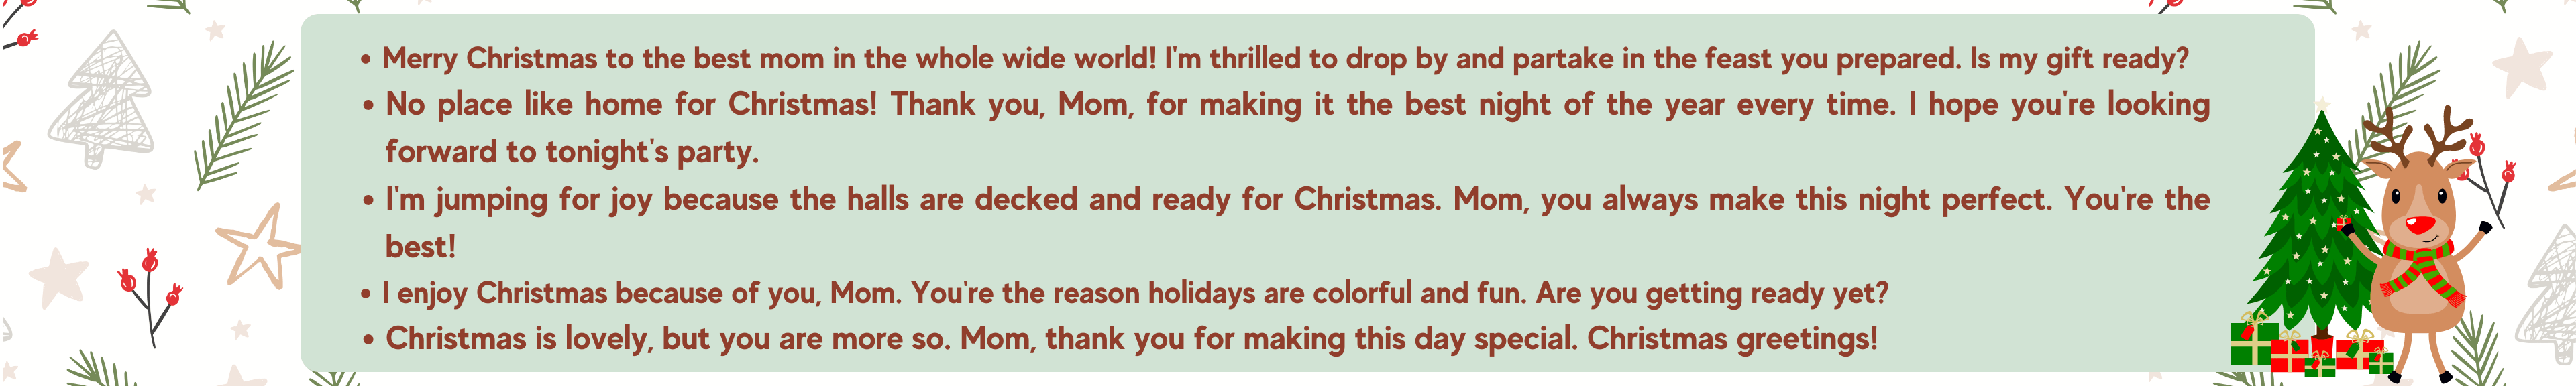 • Merry Christmas to the best mom in the whole wide world! I'm thrilled to drop by and partake in the feast you prepared. Is my gift ready?
• No place like home for Christmas! Thank you, Mom, for making it the best night of the year every time. I hope you're looking
forward to tonight's party.
• I'm jumping for joy because the halls are decked and ready for Christmas. Mom, you always make this night perfect. You're the
best!
• I enjoy Christmas because of you, Mom. You're the reason holidays are colorful and fun. Are you getting ready yet?
• Christmas is lovely, but you are more so. Mom, thank you for making this day special. Christmas greetings!